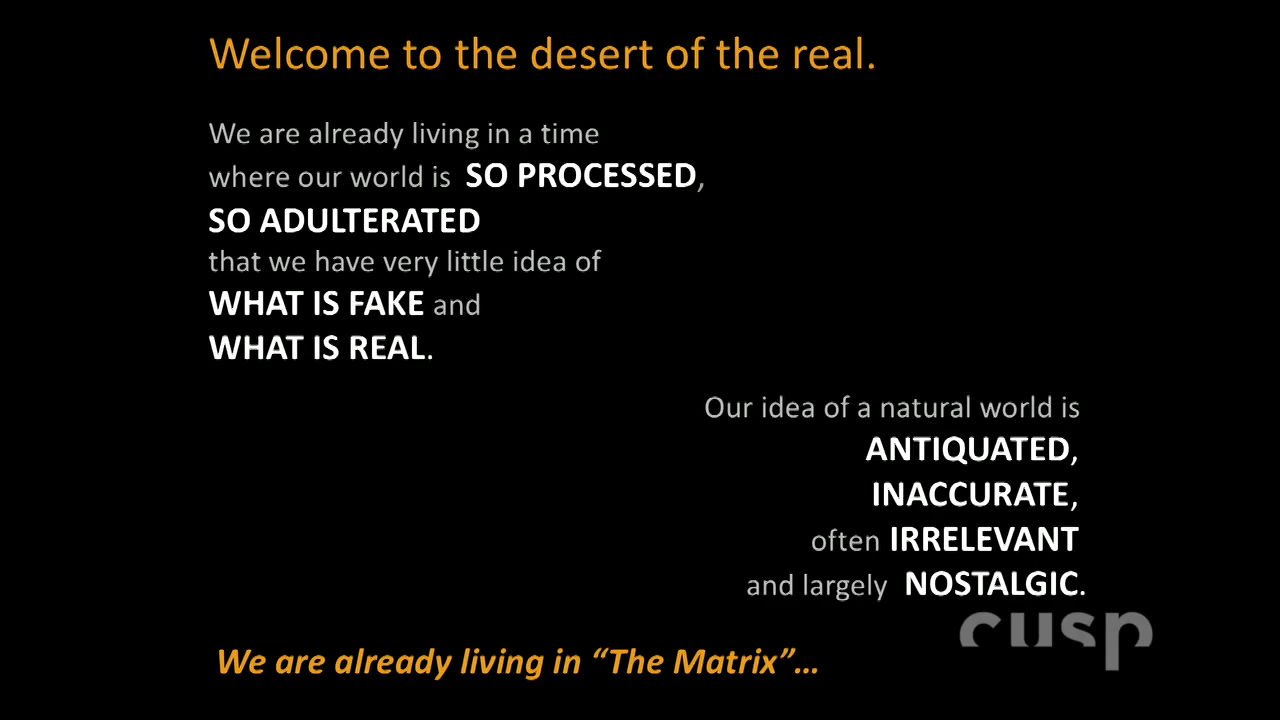 Welcome to the desert of the real.
We are already living in a time
where our world is SO PROCESSED,
SO ADULTERATED
that we have very little idea of
WHAT IS FAKE and
WHAT IS REAL.
Our idea of a natural world is
ANTIQUATED,
INACCURATE,
often IRRELEVANT
and largely NOSTALGIC.
cusp
We are already living in “The Matrix”...